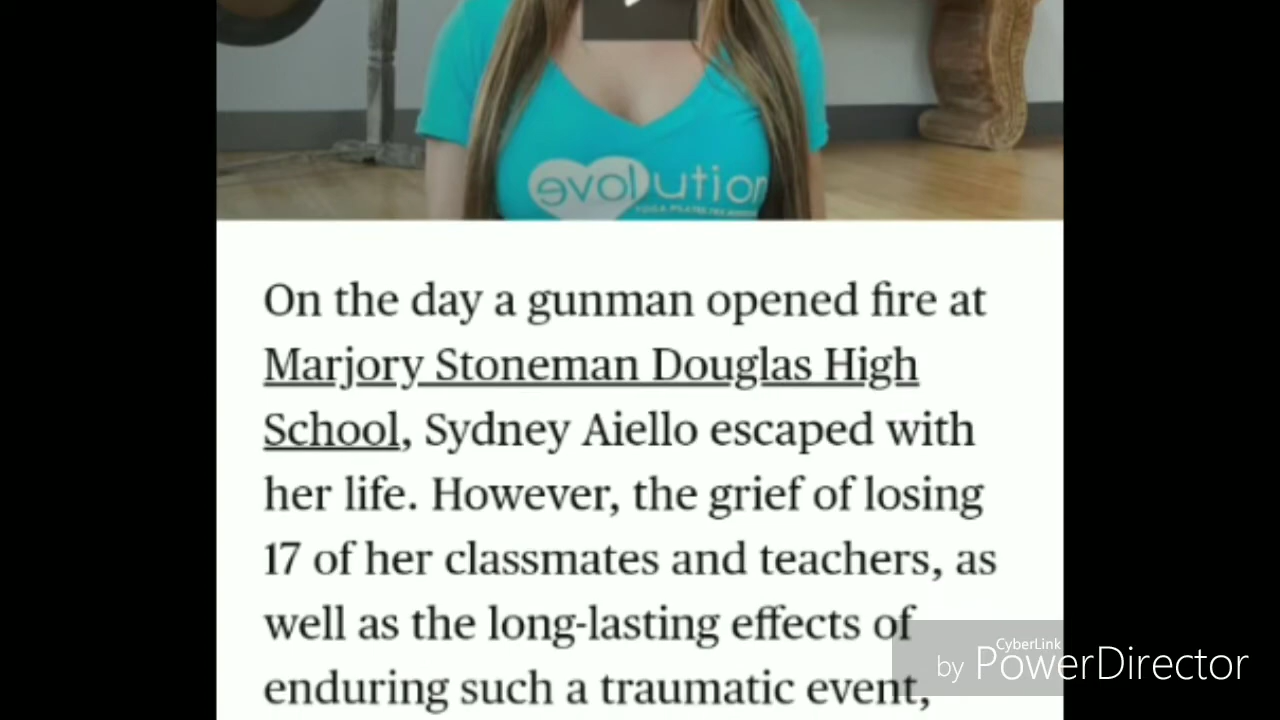 evolution
On the day a gunman opened fire at
Marjory Stoneman Douglas High
School, Sydney Aiello escaped with
her life. However, the grief of losing
17 of her classmates and teachers, as
well as the long-lasting effects of
enduring such a traumatic event,
CyberLink
by PowerDirector